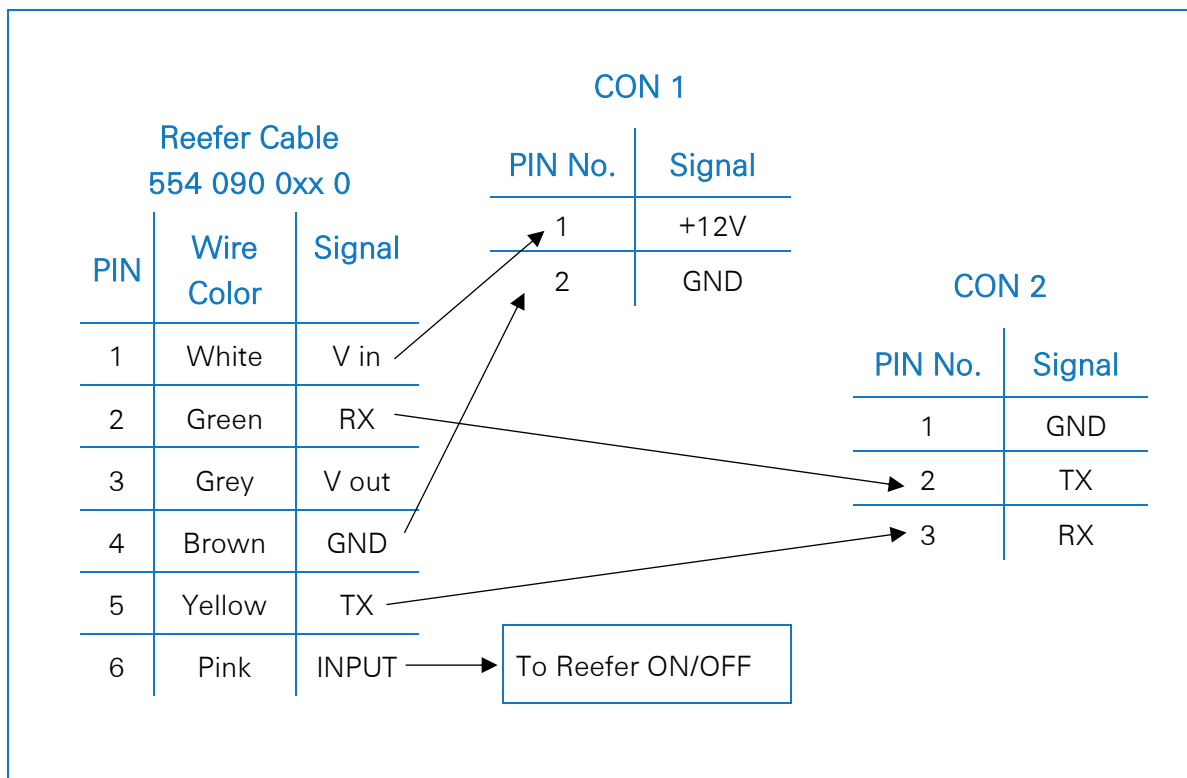 CON 1
PIN No. Signal
1 +12V
2 GND
Reefer Cable
554 090 0xx 0
PIN Wire Color Signal
1 White V in
2 Green RX
3 Grey V out
4 Brown GND
5 Yellow TX
6 Pink INPUT
To Reefer ON/OFF
CON 2
PIN No. Signal
1 GND
2 TX
3 RX